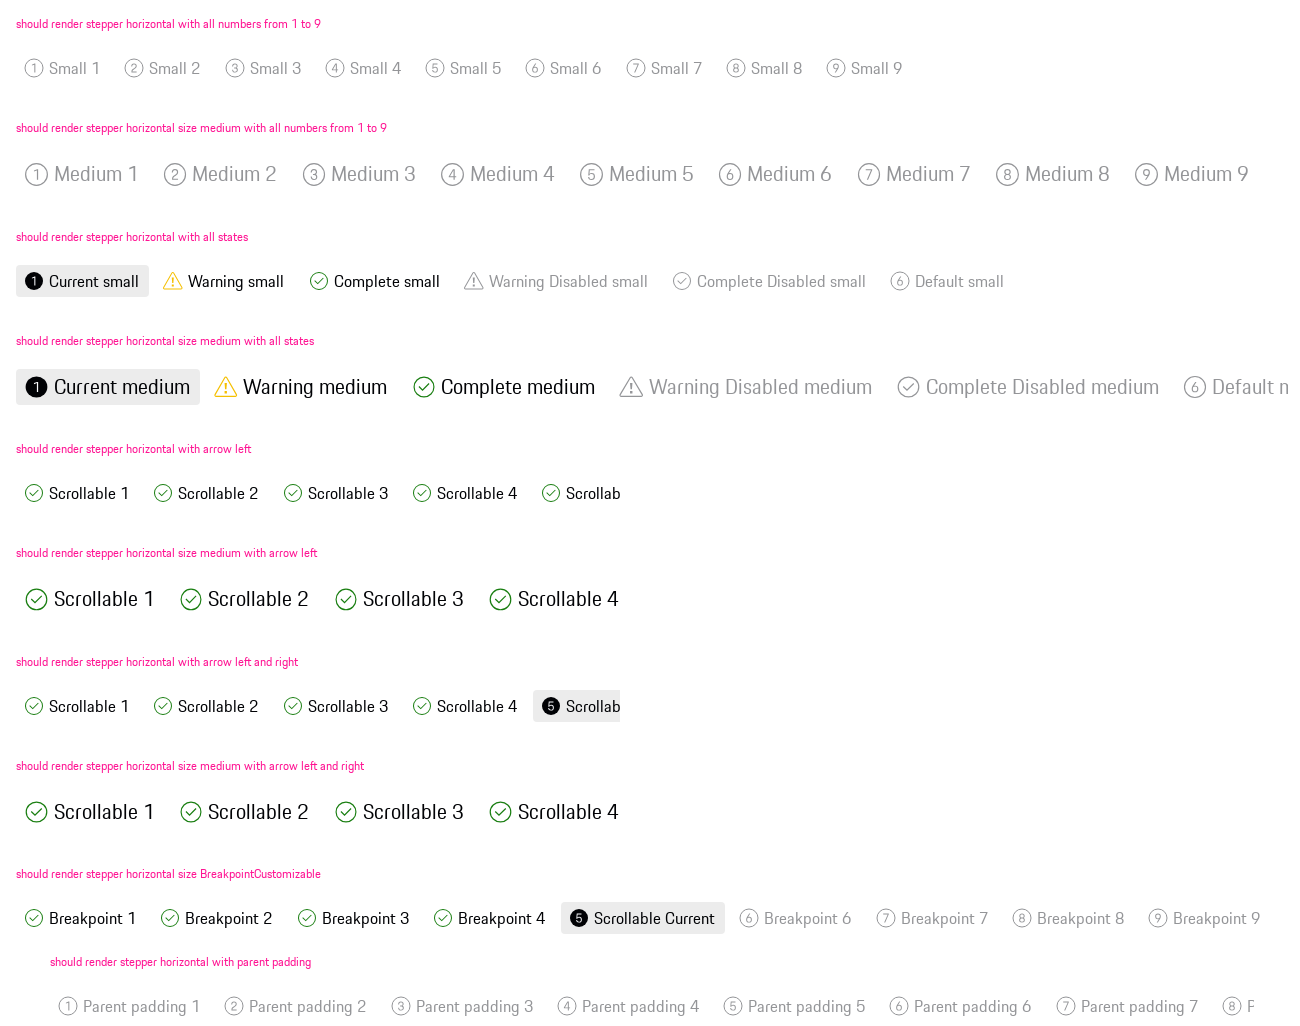 should render stepper horizontal with all numbers from 1 to 9
1 Small 1 2 Small 2 3 Small 3 4 Small 4 5 Small 5 6 Small 6 7 Small 7 8 Small 8 9 Small 9
should render stepper horizontal size medium with all numbers from 1 to 9
1 Medium 1 2 Medium 2 3 Medium 3 4 Medium 4 5 Medium 5 6 Medium 6 7 Medium 7 8 Medium 8 9 Medium 9
should render stepper horizontal with all states
1 Current small Warning small Complete small Warning Disabled small Complete Disabled small 6 Default small
should render stepper horizontal size medium with all states
1 Current medium Warning medium Complete medium Warning Disabled medium Complete Disabled medium 6 Default
should render stepper horizontal with arrow left
Scrollable 1 Scrollable 2 Scrollable 3 Scrollable 4 Scrollab
should render stepper horizontal size medium with arrow left
Scrollable 1 Scrollable 2 Scrollable 3 Scrollable 4
should render stepper horizontal with arrow left and right
Scrollable 1 Scrollable 2 Scrollable 3 Scrollable 4 5 Scrollab
should render stepper horizontal size medium with arrow left and right
Scrollable 1 Scrollable 2 Scrollable 3 Scrollable 4
should render stepper horizontal size BreakpointCustomizable
Breakpoint 1 Breakpoint 2 Breakpoint 3 Breakpoint 4 5 Scrollable Current 6 Breakpoint 6 7 Breakpoint 7 8 Breakpoint 8 9 Breakpoint 9
should render stepper horizontal with parent padding
1 Parent padding 1 2 Parent padding 2 3 Parent padding 3 4 Parent padding 4 5 Parent padding 5 6 Parent padding 6 7 Parent padding 7 8